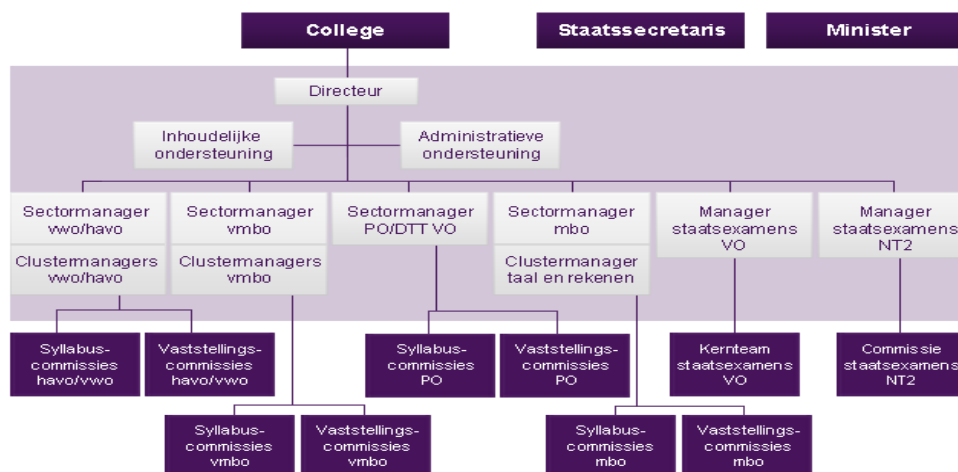 College
Staatssecretaris
Minister
Directeur
Inhoudelijke
ondersteuning
Administratieve
ondersteuning
Sectormanager
vwo/havo
Clustermanagers
vwo/havo
Sectormanager
vmbo
Clustermanagers
vmbo
Sectormanager
PO/DTT VO
Sectormanager
mbo
Clustermanager
taal en rekenen
Manager
staatsexamens
VO
Manager
staatsexamens
NT2
Syllabus-
commissies
havo/vwo
Vaststellings-
commissies
havo/vwo
Syllabus-
commissies
PO
Vaststellings-
commissies
PO
Kernteam
staatsexamens
VO
Commissie
staatsexamens
NT2
Syllabus-
commissies
vmbo
Vaststellings-
commissies
vmbo
Syllabus-
commissies
mbo
Vaststellings-
commissies
mbo